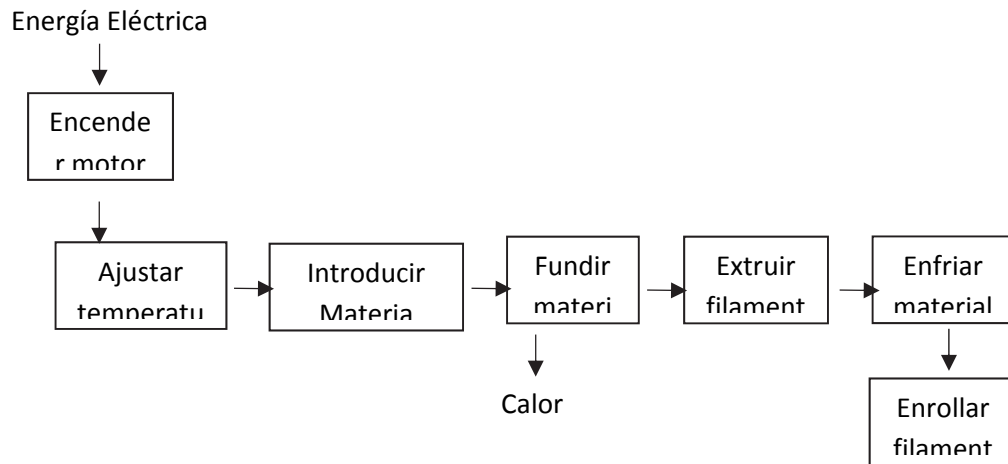 Energía Eléctrica
Encende
r motor
Ajustar
temperatu
Introducir
Materia
Fundir
materi
Extruir
filament
Enfriar
material
Calor
Enrollar
filament